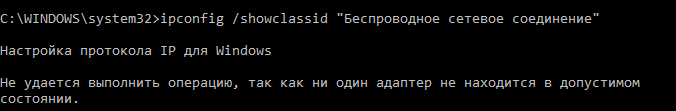 C:\WINDOWS\system32>ipconfig /showclassid "Беспроводное сетевое соединение"
Настройка протокола IP для Windows
Не удается выполнить операцию, так как ни один адаптер не находится в допустимом
состоянии.